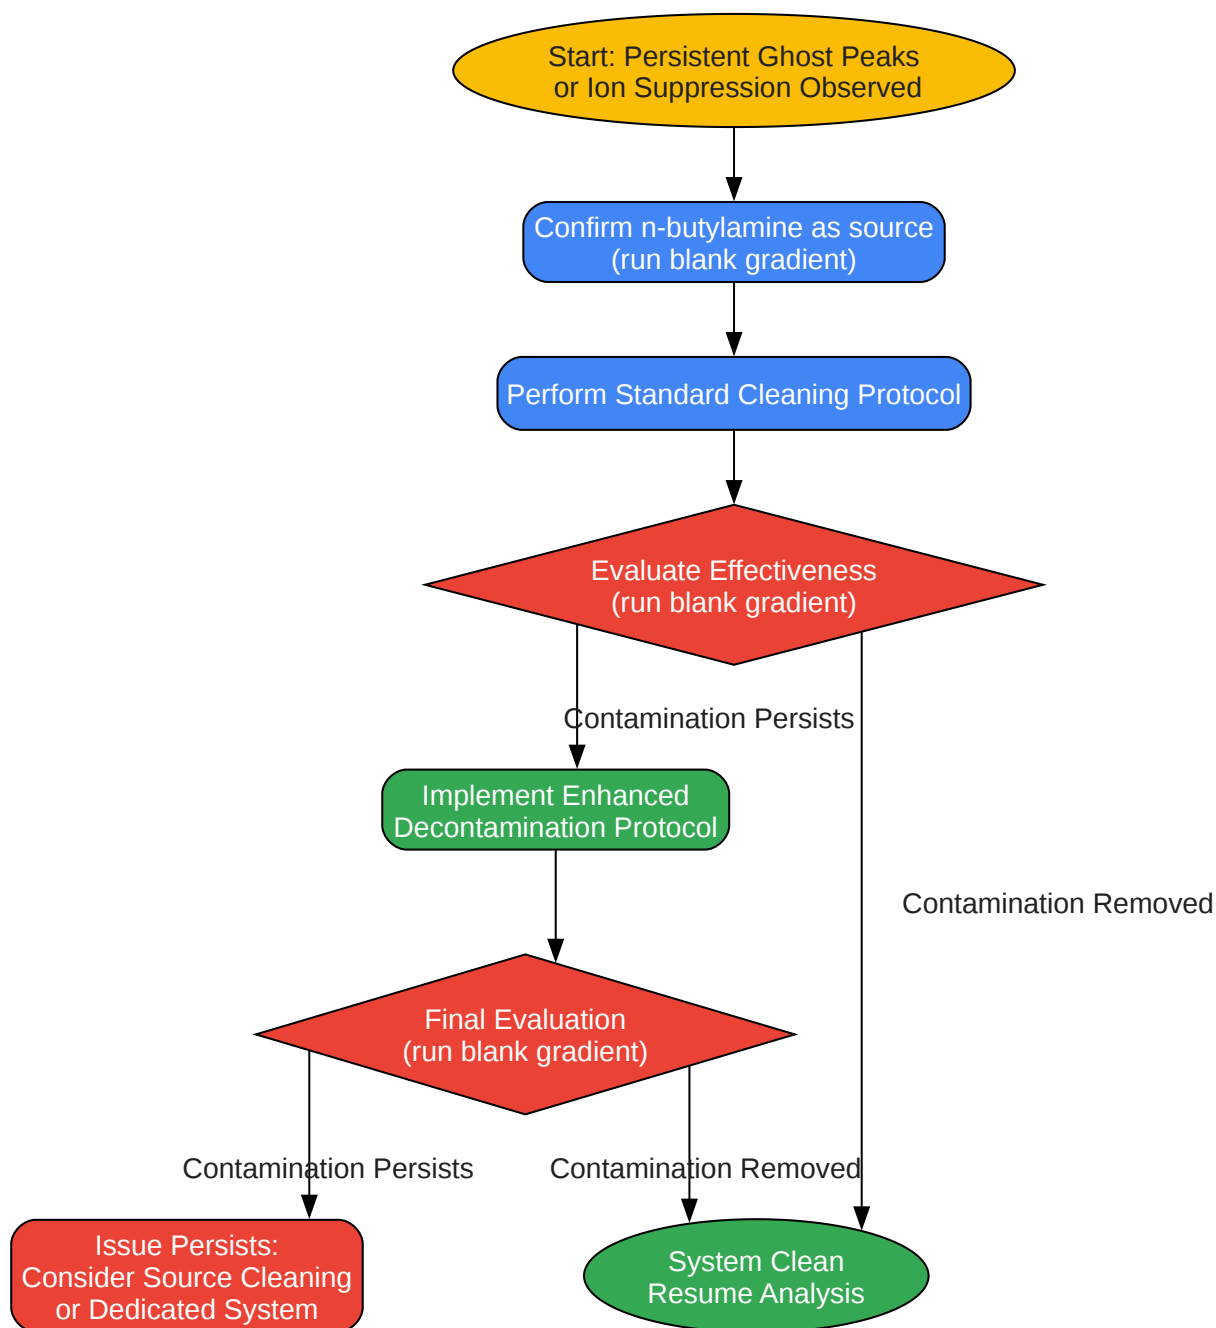 Start: Persistent Ghost Peaks
or Ion Suppression Observed
Confirm n-butylamine as source
(run blank gradient)
Perform Standard Cleaning Protocol
Evaluate Effectiveness
(run blank gradient)
Contamination Persists
Implement Enhanced
Decontamination Protocol
Contamination Removed
Final Evaluation
(run blank gradient)
Contamination Persists
Contamination Removed
Issue Persists:
Consider Source Cleaning
or Dedicated System
System Clean
Resume Analysis